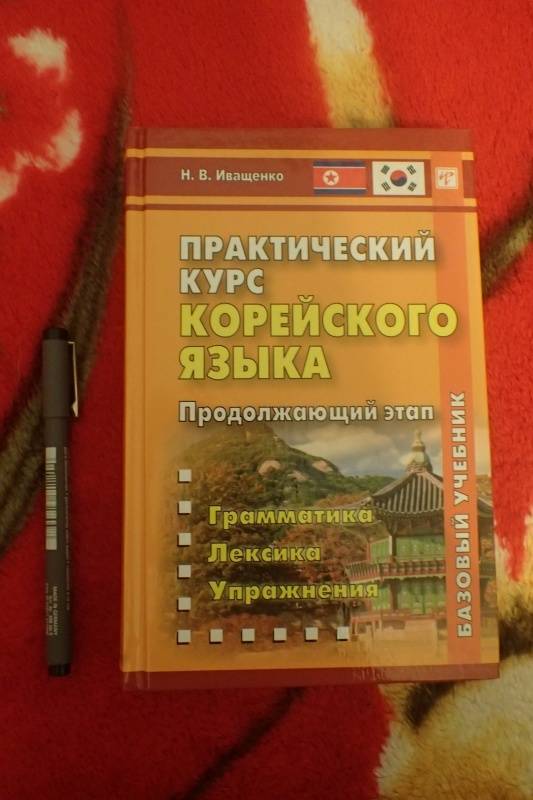 Н. В. Иващенко
ПРАКТИЧЕСКИЙ
КУРС
КОРЕЙСКОГО
ЯЗЫКА
Продолжающий этап
Грамматика
Лексика
Упражнения
БАЗОВЫЙ УЧЕБНИК